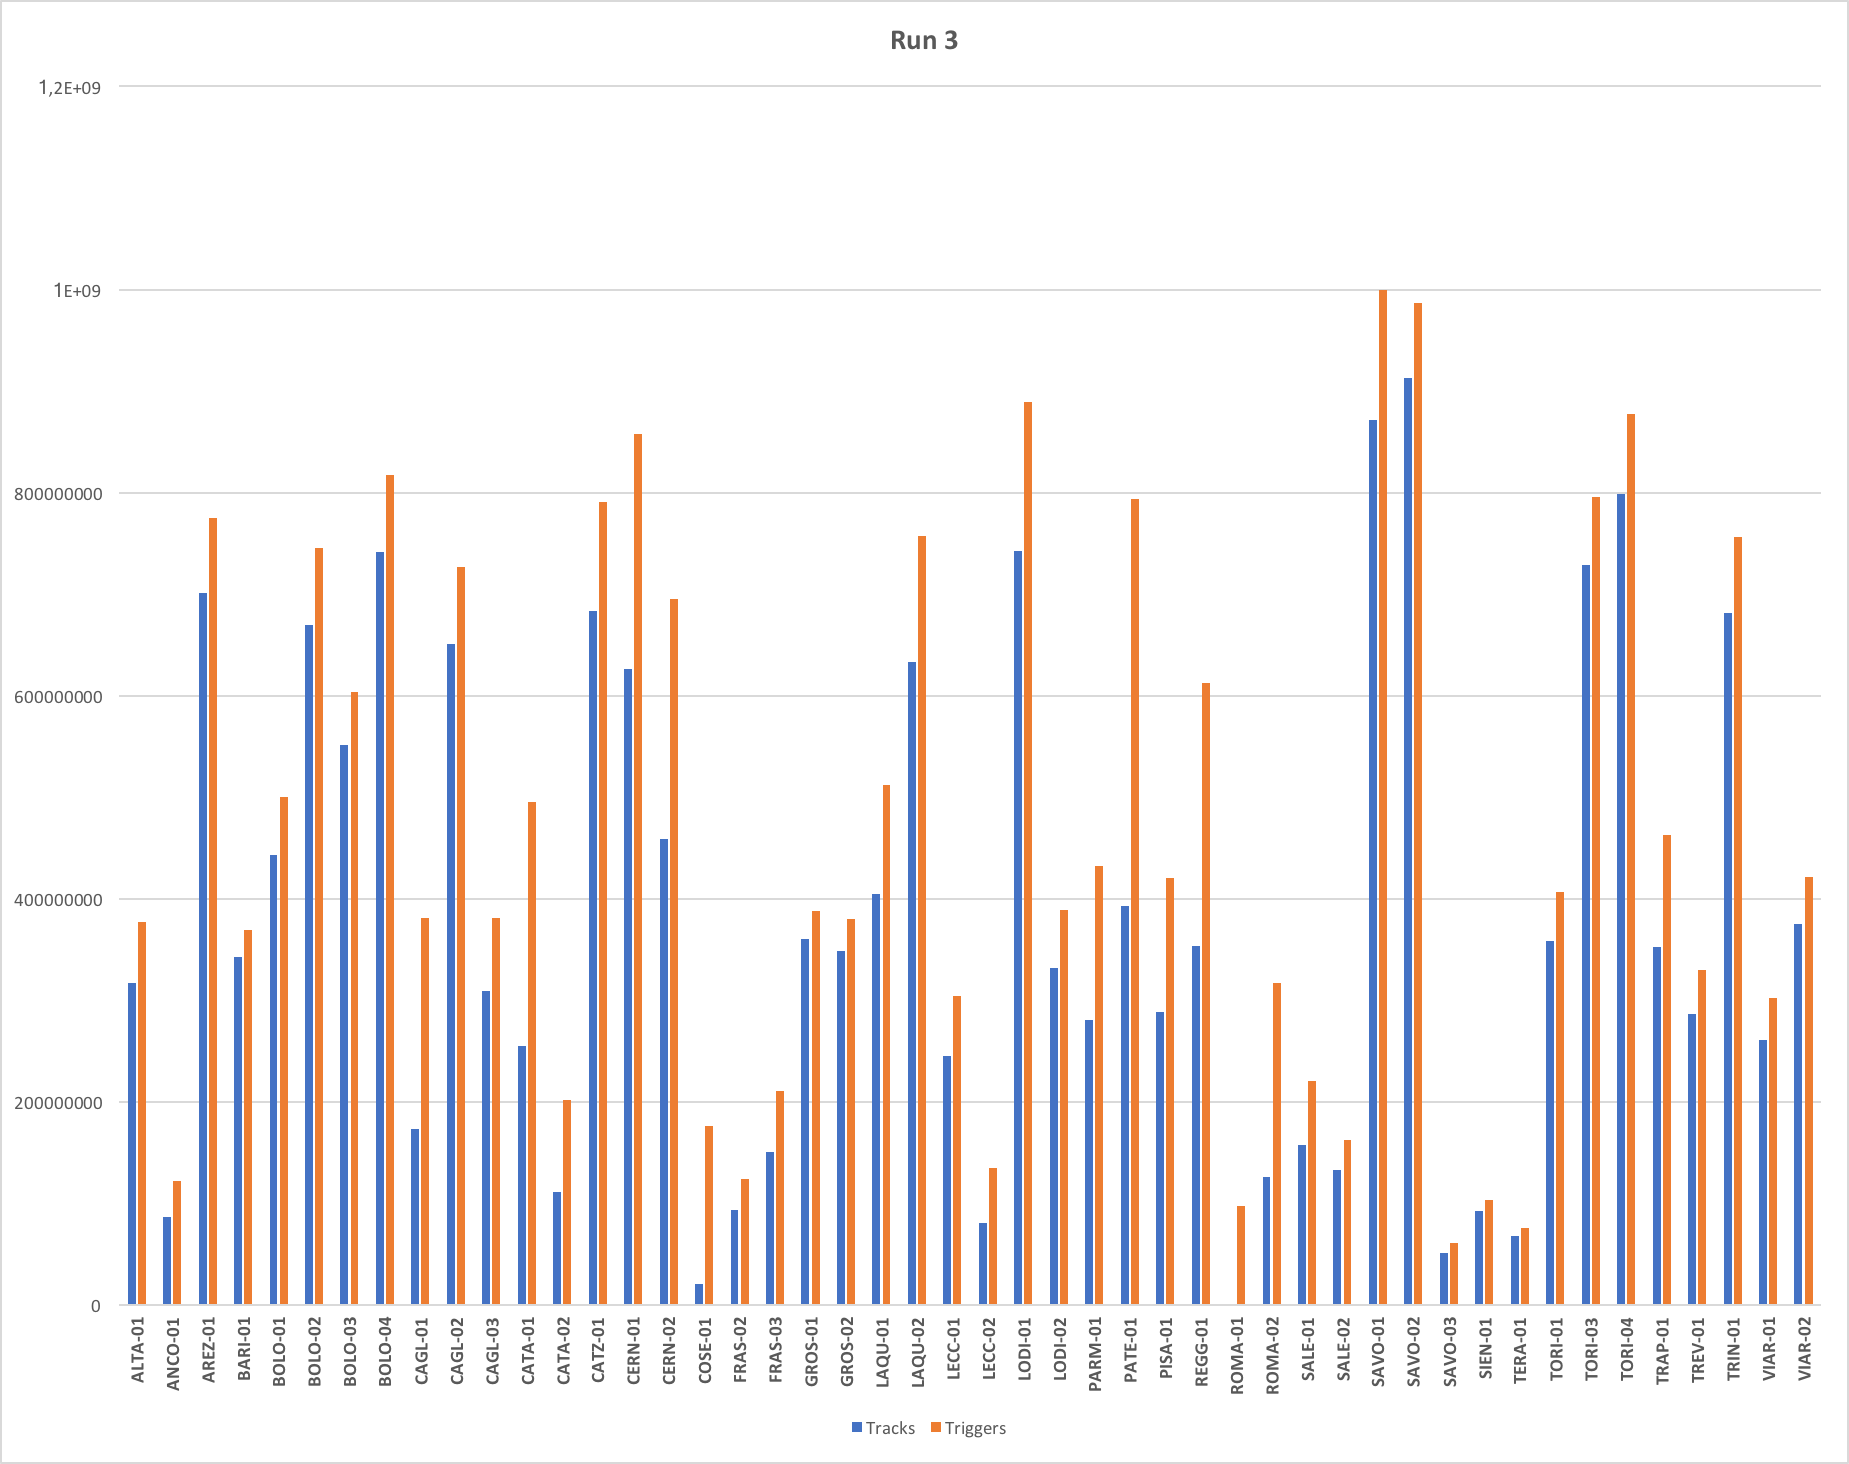 Run 3
1,2E+09
1E+09
800000000
600000000
400000000
200000000
0
ALTA-01
ANCO-01
AREZ-01
BARI-01
BOLO-01
BOLO-02
BOLO-03
BOLO-04
CAGL-01
CAGL-02
CAGL-03
CATA-01
CATA-02
CATZ-01
CERN-01
CERN-02
COSE-01
FRAS-02
FRAS-03
GROS-01
GROS-02
LAQU-01
LAQU-02
LECC-01
LECC-02
LODI-01
LODI-02
PARM-01
PATE-01
PISA-01
REGG-01
ROMA-01
ROMA-02
SALE-01
SALE-02
SAVO-01
SAVO-02
SAVO-03
SIEN-01
TERA-01
TORI-01
TORI-03
TORI-04
TRAP-01
TREV-01
TRIN-01
VIAR-01
VIAR-02
Tracks Triggers